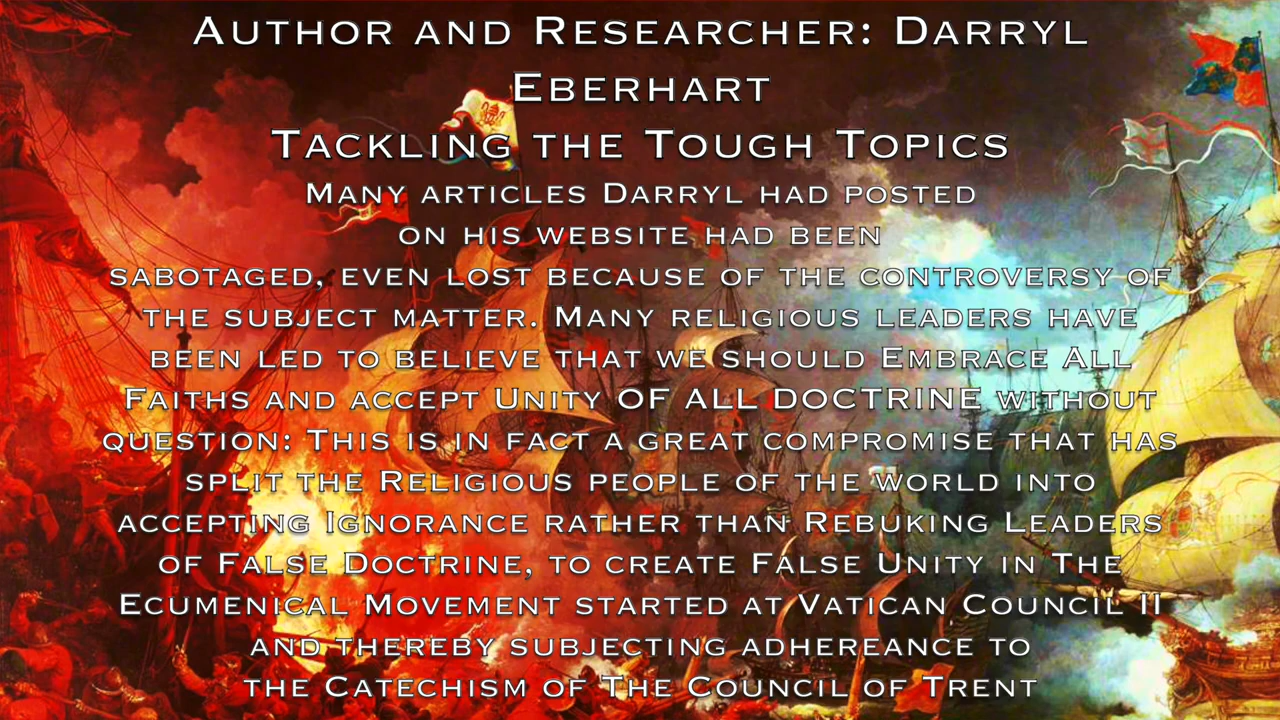 Author and Researcher: Darryl
Eberhart
Tackling the Tough Topics
Many articles Darryl had posted
on his website had been
sabotaged, even lost because of the controversy of
the subject matter. Many religious leaders have
been led to believe that we should Embrace All
Faiths and accept Unity OF ALL DOCTRINE without
question: This is in fact a great compromise that has
split the Religious people of the world into
accepting Ignorance rather than Rebuking Leaders
of False Doctrine, to create False Unity in The
Ecumenical Movement started at Vatican Council II
and thereby subjecting adhereance to
the Catechism of The Council of Trent